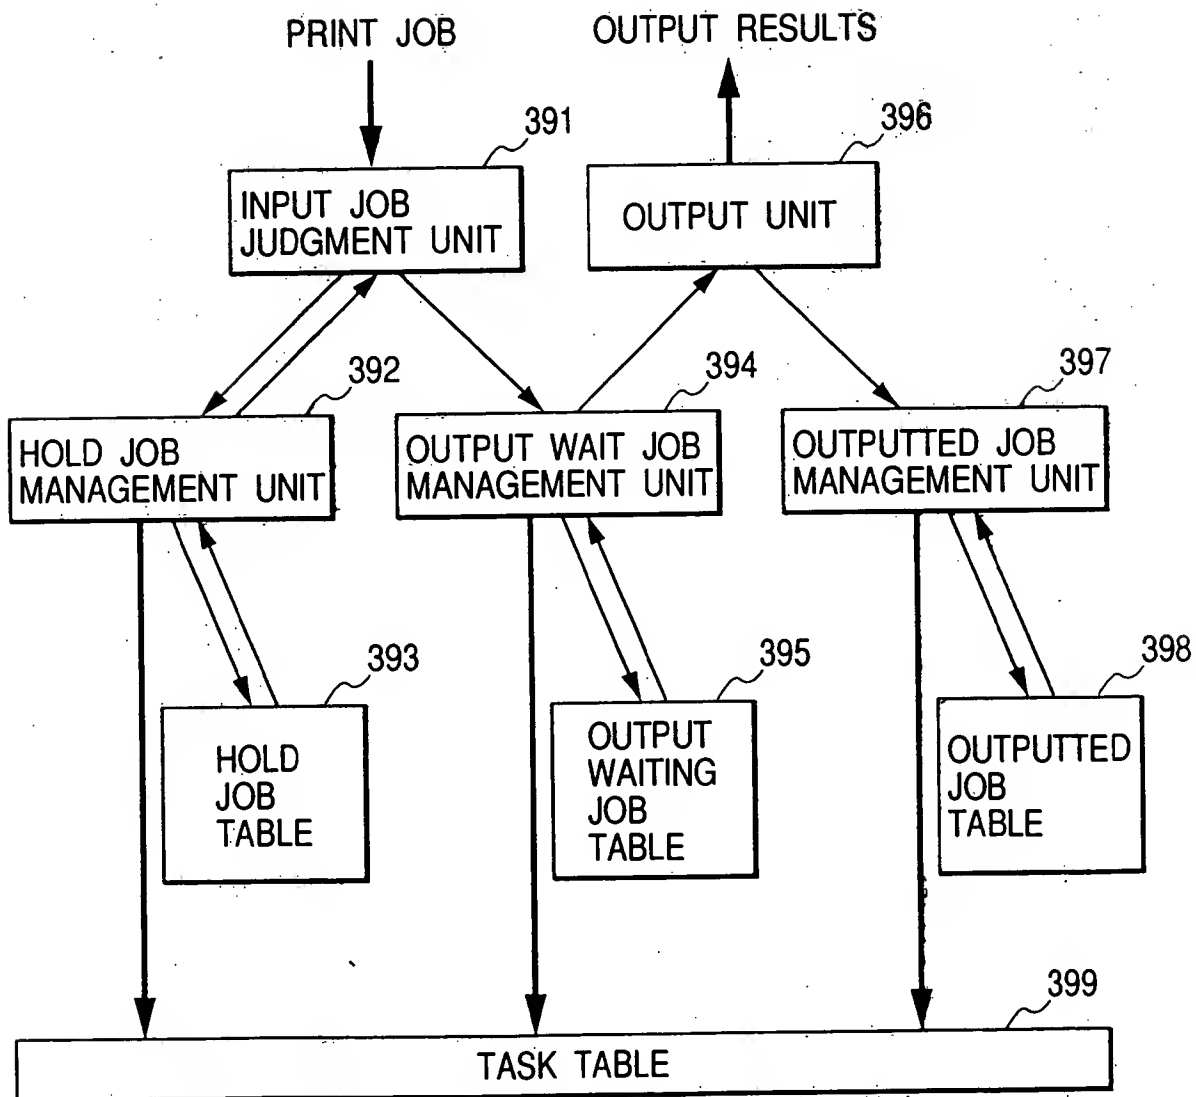 PRINT JOB
OUTPUT RESULTS
391
396
INPUT JOB
JUDGMENT UNIT
OUTPUT UNIT
392
394
397
HOLD JOB
MANAGEMENT UNIT
OUTPUT WAIT JOB
MANAGEMENT UNIT
OUTPUTTED JOB
MANAGEMENT UNIT
393
395
398
HOLD
JOB
TABLE
OUTPUT
WAITING
JOB
TABLE
OUTPUTTED
JOB
TABLE
399
TASK TABLE